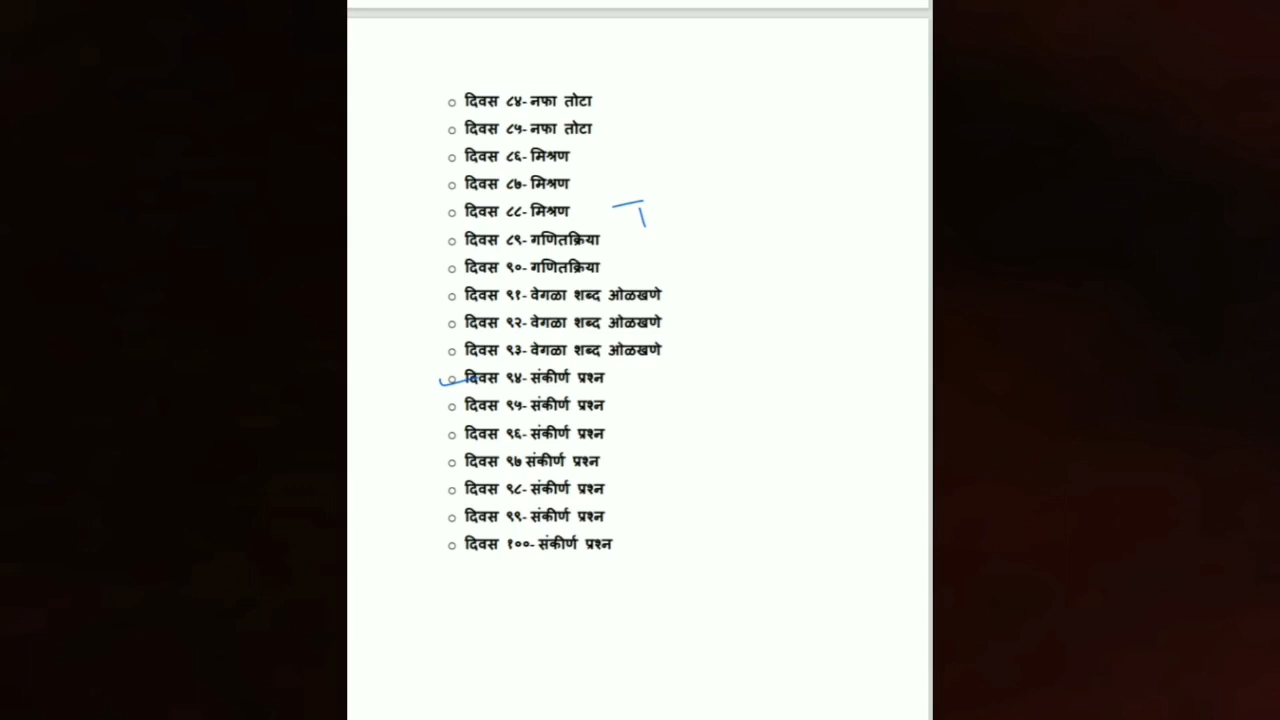 दिवस ८४- नफा तोटा
दिवस ८५- नफा तोटा
दिवस ८६- मिश्रण
दिवस ८७- मिश्रण
दिवस ८८- मिश्रण
दिवस ८९- गणितक्रिया
दिवस ९०- गणितक्रिया
दिवस ९१- वेगळा शब्द ओळखणे
दिवस ९२- वेगळा शब्द ओळखणे
दिवस ९३- वेगळा शब्द ओळखणे
दिवस ९४- संकीर्ण प्रश्न
दिवस ९५- संकीर्ण प्रश्न
दिवस ९६- संकीर्ण प्रश्न
दिवस ९७ संकीर्ण प्रश्न
दिवस ९८- संकीर्ण प्रश्न
दिवस ९९- संकीर्ण प्रश्न
दिवस १००- संकीर्ण प्रश्न